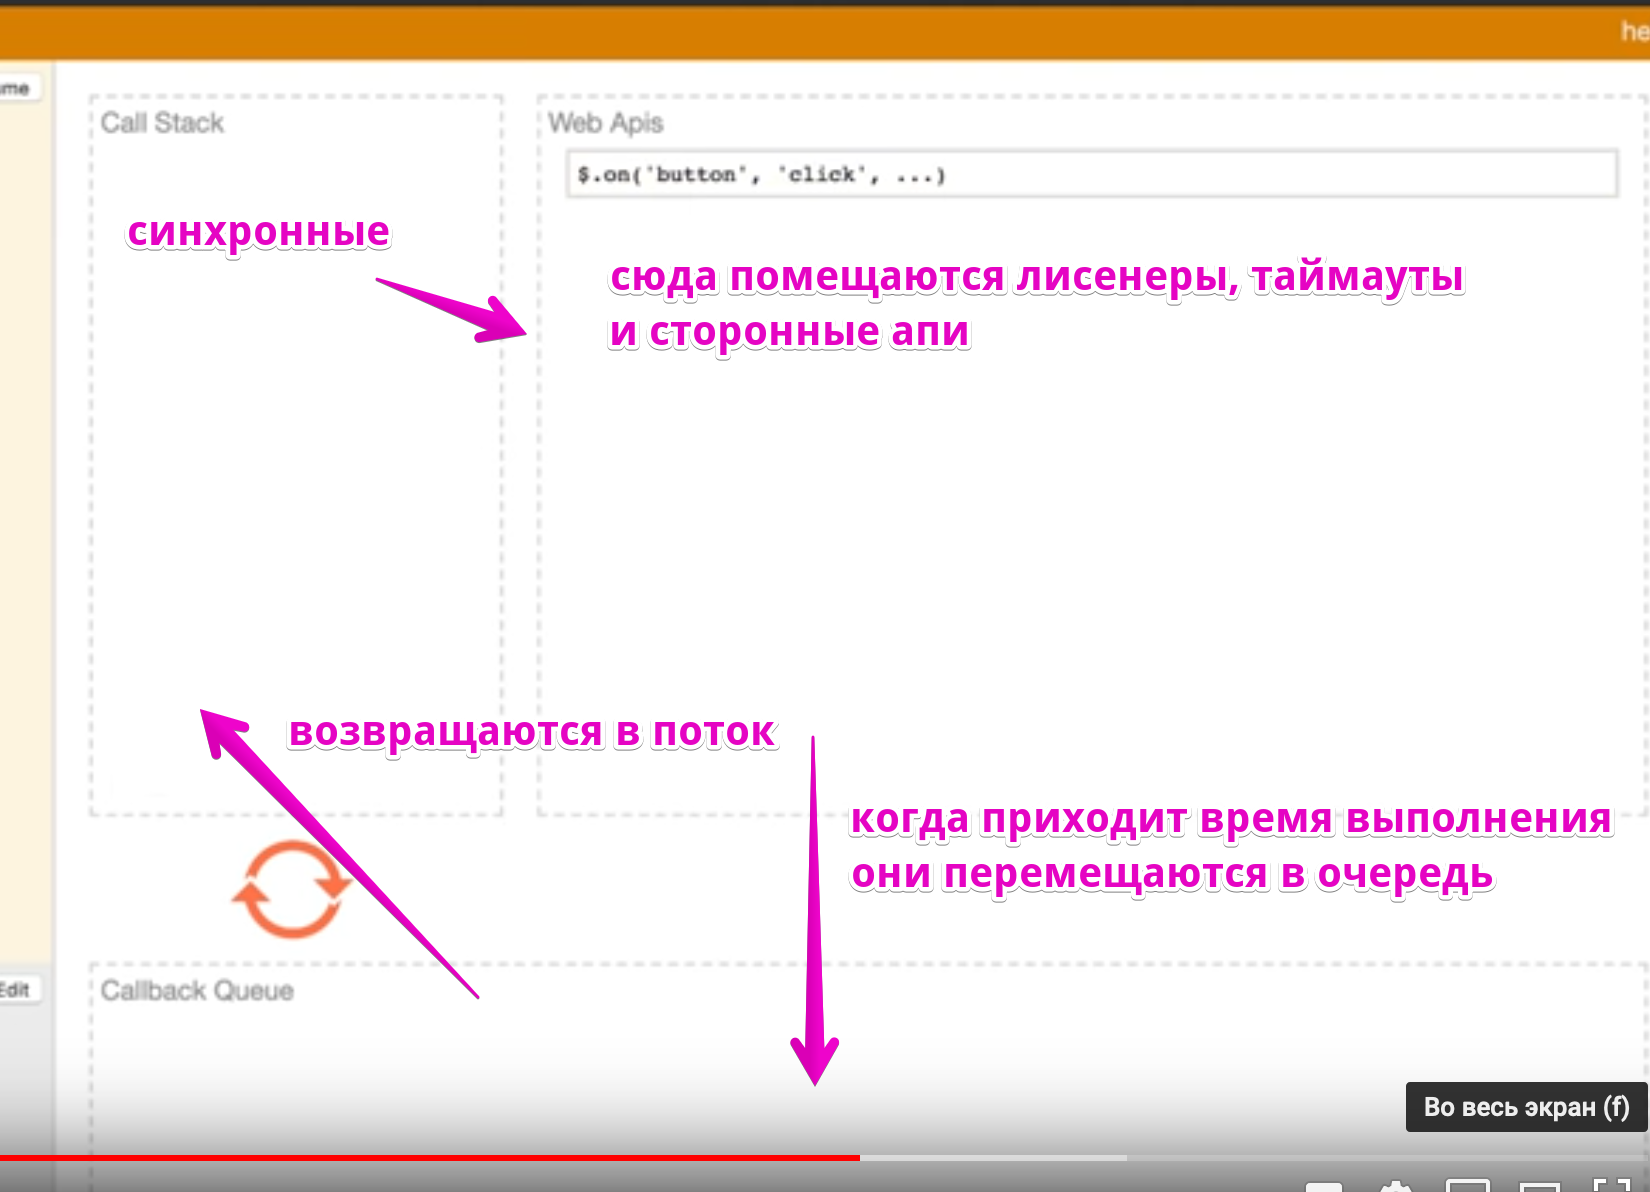 he
me
Call Stack
Web Apis
$.on('button', 'click', ...)
синхронные
сюда помещаются лисенеры, таймауты
и сторонные апи
возвращаются в поток
когда приходит время выполнения
они перемещаются в очередь
Edit
Callback Queue
Во весь экран (f)